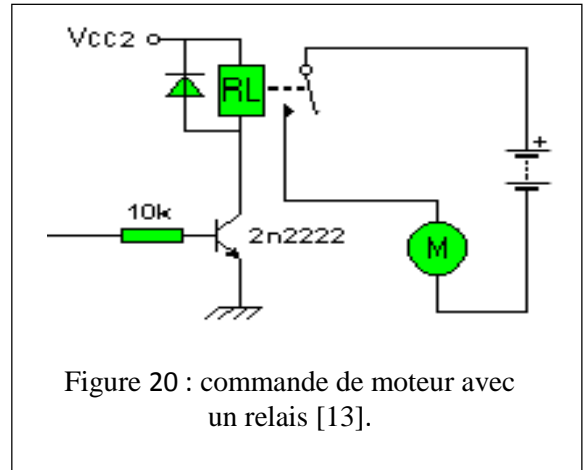 Vcc2
RL
+
10k
2n2222
M
Figure 20 : commande de moteur avec
un relais [13].